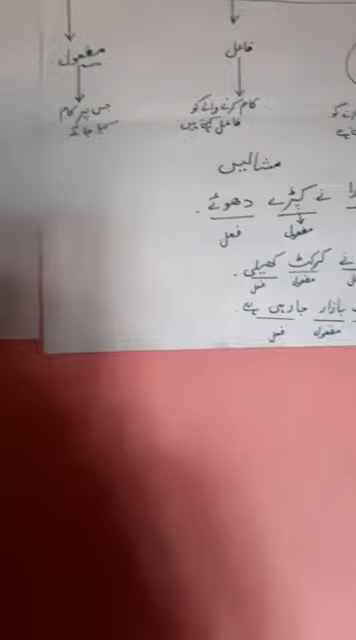 فاعل
مفعول
کام کرنے والے کو
فاعل کہتے ہیں
جس پر کام
کیا جائے
مثالیں
نے کپڑے دھوئے ۔
مفعول فعل
نے کرکٹ کھیلی ۔
مفعول فعل
بازار جا رہی ہے ۔
مفعول فعل